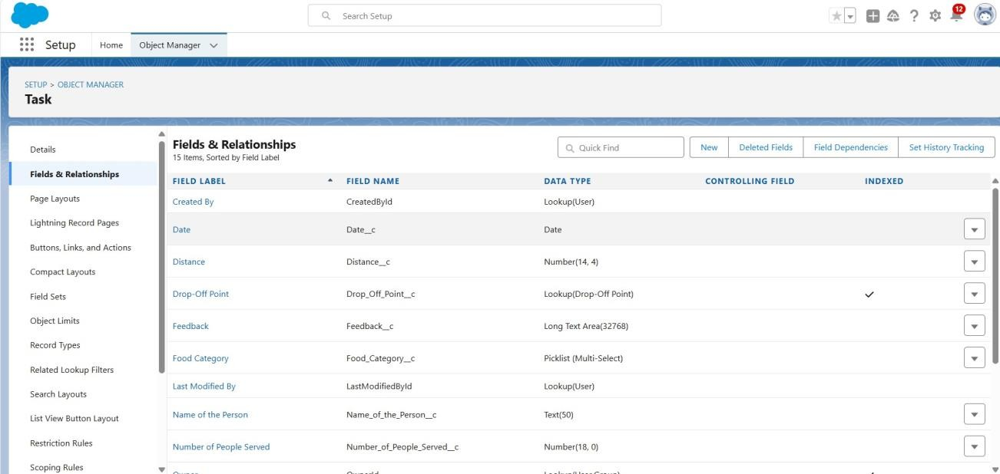 Search Setup
12
Setup
Home
Object Manager
SETUP > OBJECT MANAGER
Task
Details
Fields & Relationships
Page Layouts
Lightning Record Pages
Buttons, Links, and Actions
Compact Layouts
Field Sets
Object Limits
Record Types
Related Lookup Filters
Search Layouts
List View Button Layout
Restriction Rules
Scoping Rules
Fields & Relationships
15 Items, Sorted by Field Label
Quick Find
New
Deleted Fields
Field Dependencies
Set History Tracking
FIELD LABEL FIELD NAME DATA TYPE CONTROLLING FIELD INDEXED
Created By CreatedById Lookup(User)
Date Date__c Date
Distance Distance__c Number(14, 4)
Drop-Off Point Drop_Off_Point__c Lookup(Drop-Off Point)
Feedback Feedback__c Long Text Area(32768)
Food Category Food_Category__c Picklist (Multi-Select)
Last Modified By LastModifiedById Lookup(User)
Name of the Person Name_of_the_Person__c Text(50)
Number of People Served Number_of_People_Served__c Number(18, 0)